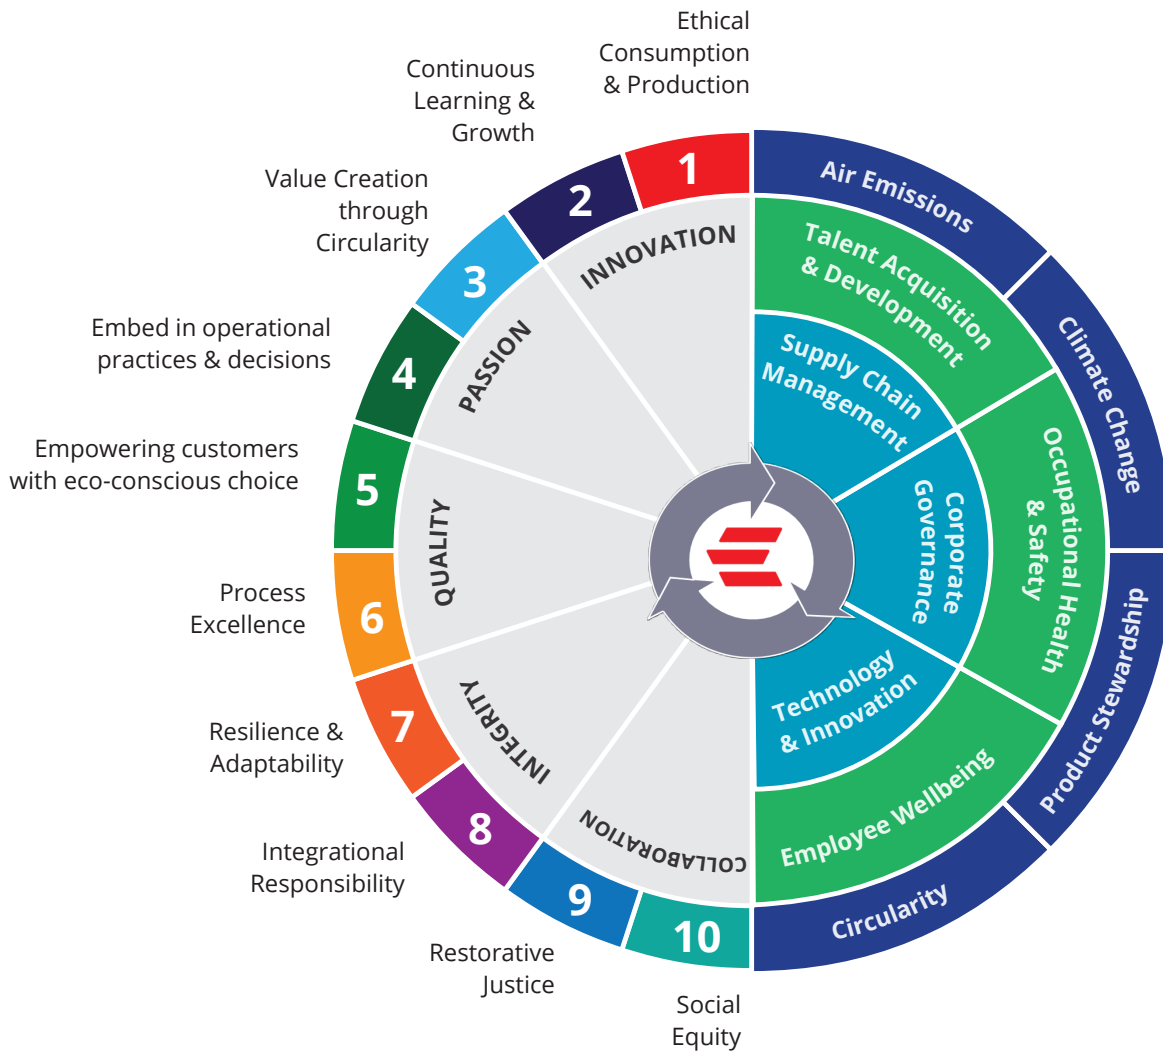 Ethical
Consumption
& Production
Continuous
Learning &
Growth
Value Creation
through
Circularity
Embed in operational
practices & decisions
Empowering customers
with eco-conscious choice
Process
Excellence
Resilience &
Adaptability
Integrational
Responsibility
Restorative
Justice
Social
Equity
1
2
3
4
5
6
7
8
9
10
INNOVATION
PASSION
QUALITY
INTEGRITY
COLLABORATION
Air Emissions
Climate Change
Product Stewardship
Circularity
Talent Acquisition
& Development
Occupational Health
& Safety
Employee Wellbeing
Supply Chain
Management
Corporate
Governance
Technology
& Innovation